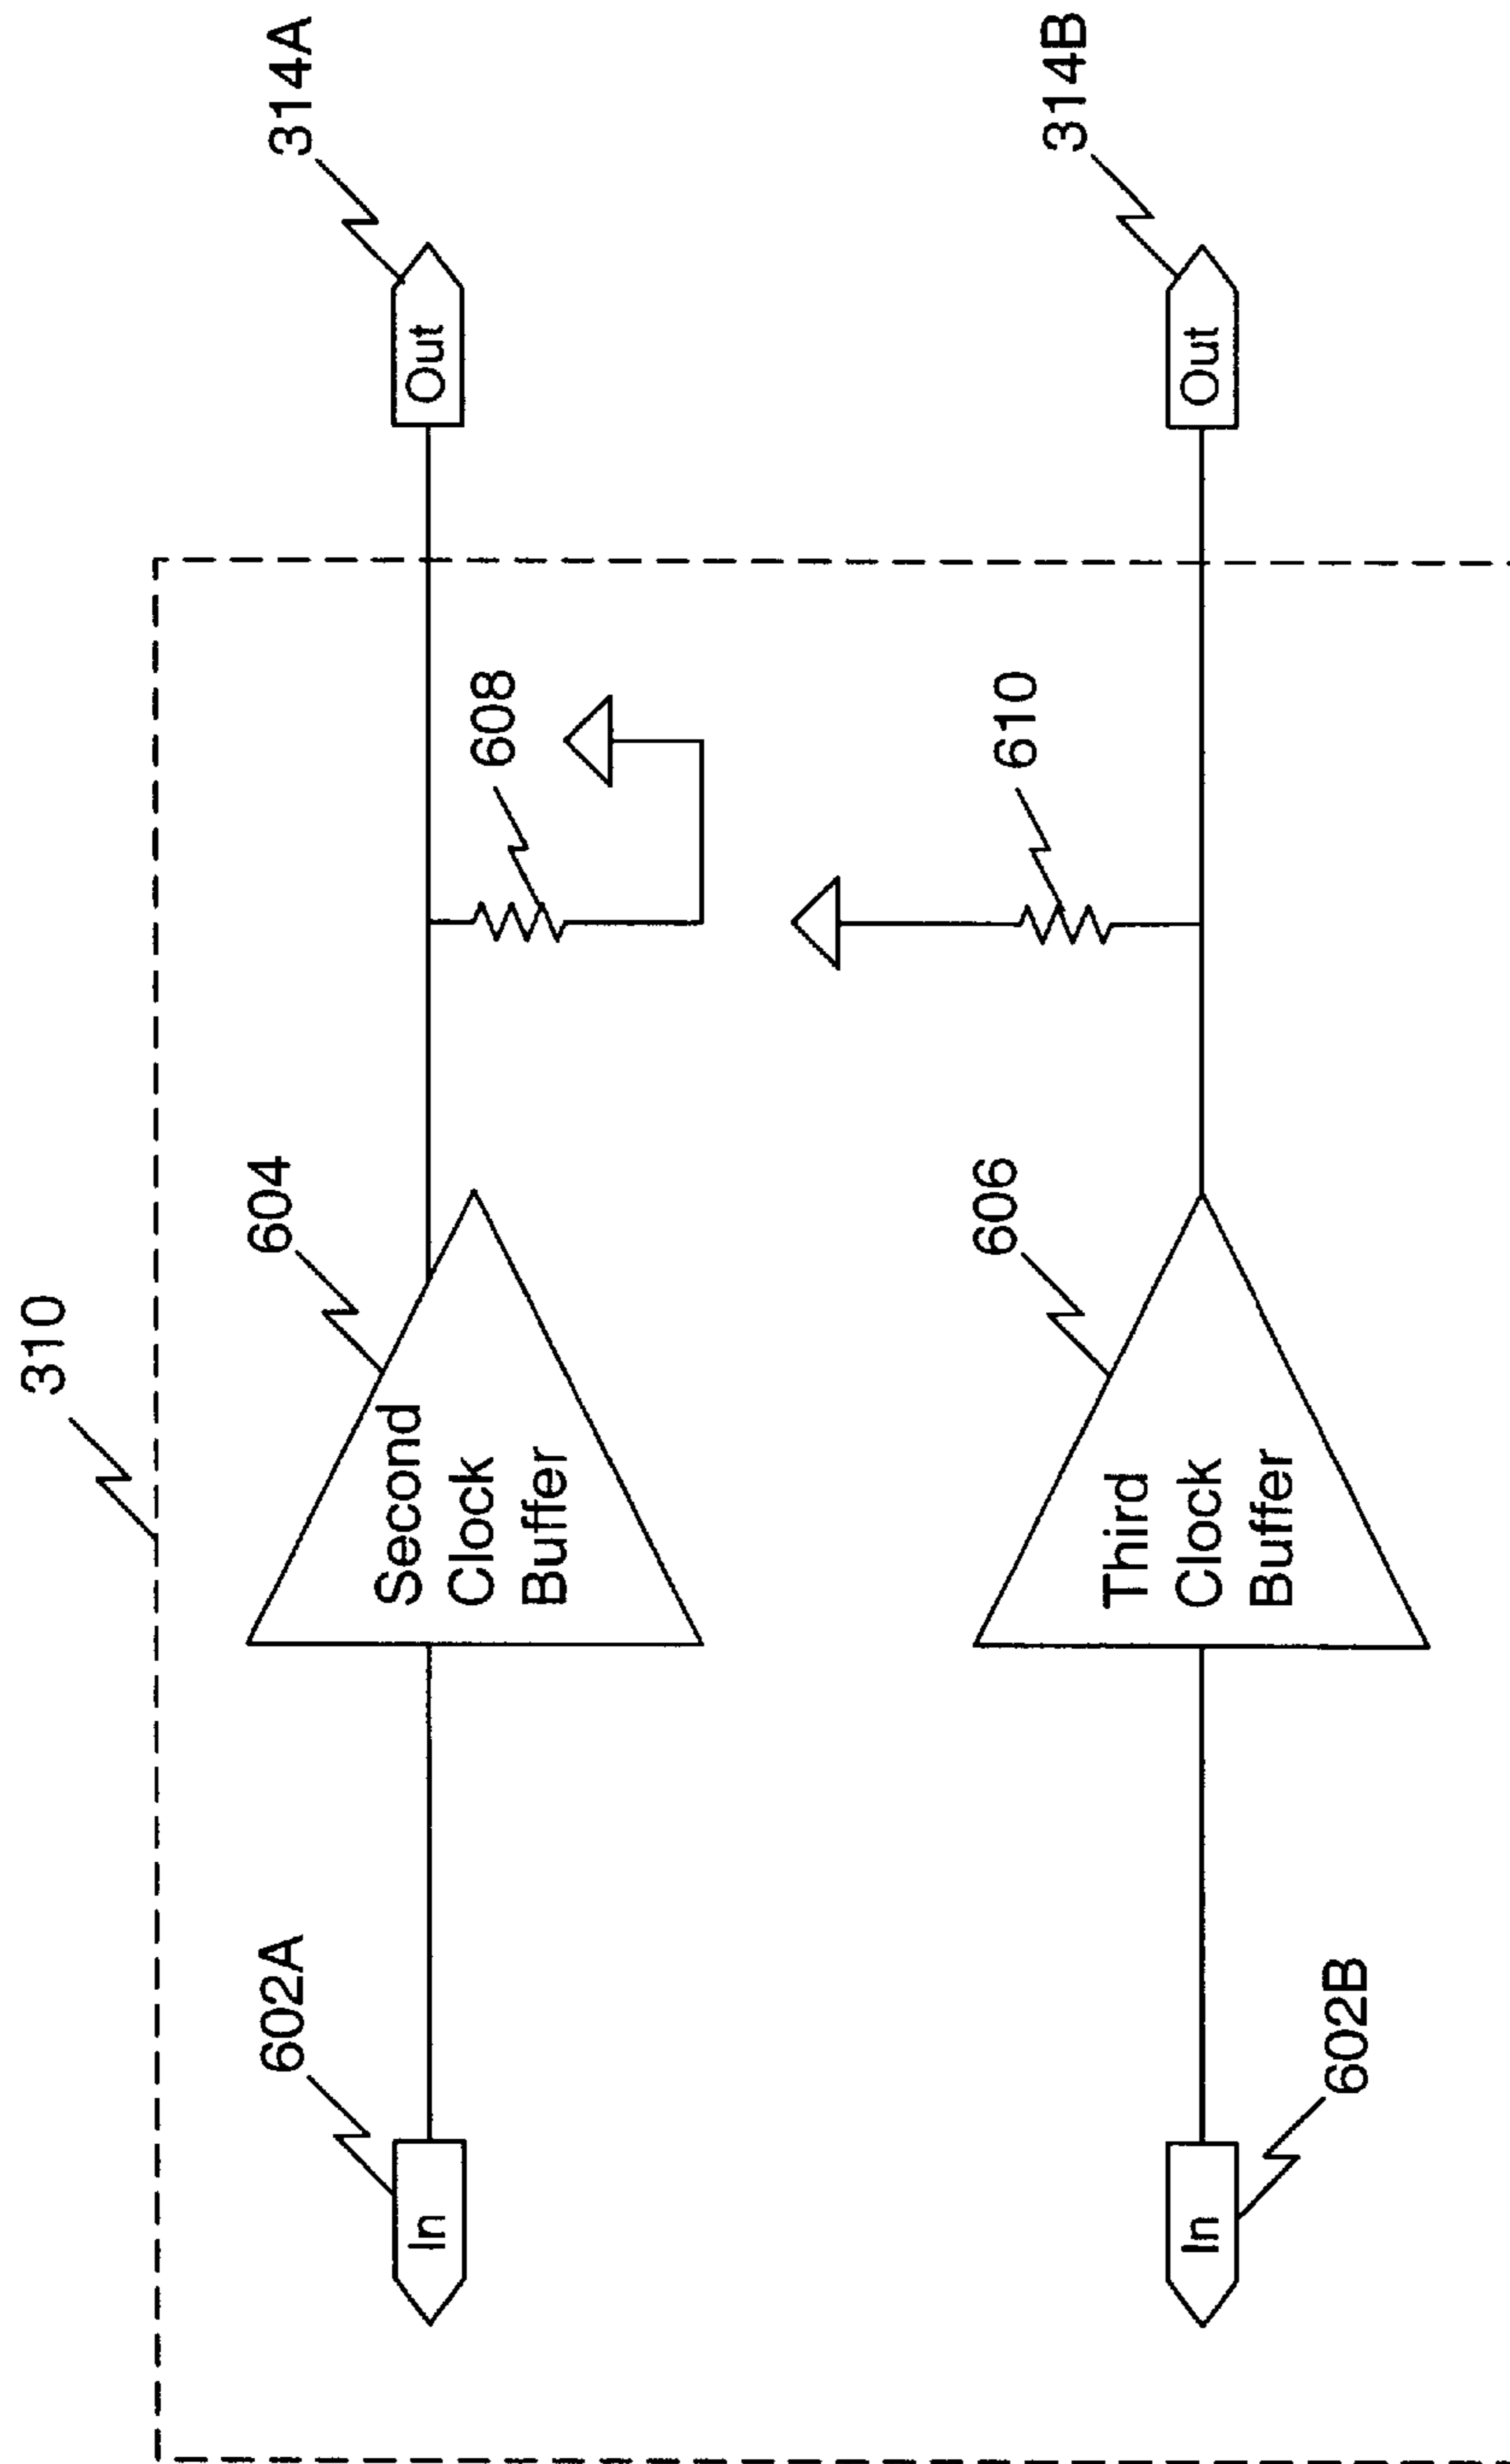 310
602A
In
Second
Clock
Buffer
604
608
Out
314A
602B
In
Third
Clock
Buffer
606
610
Out
314B